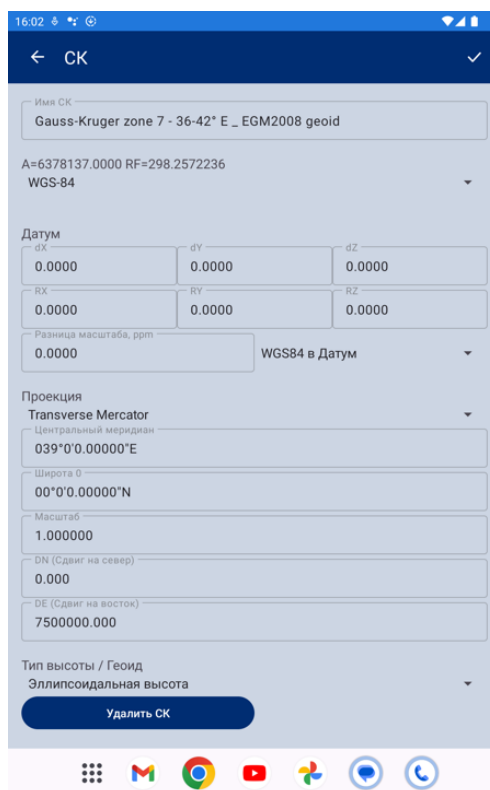 16:02
СК
Имя СК
Gauss-Kruger zone 7 - 36-42° E _ EGM2008 geoid
A=6378137.0000 RF=298.2572236
WGS-84
Датум
dX dY dZ
0.0000 0.0000 0.0000
RX RY RZ
0.0000 0.0000 0.0000
Разница масштаба, ppm
0.0000 WGS84 в Датум
Проекция
Transverse Mercator
Центральный меридиан
039°0'0.00000"E
Широта 0
00°0'0.00000"N
Масштаб
1.000000
DN (Сдвиг на север)
0.000
DE (Сдвиг на восток)
7500000.000
Тип высоты / Геоид
Эллипсоидальная высота
Удалить СК